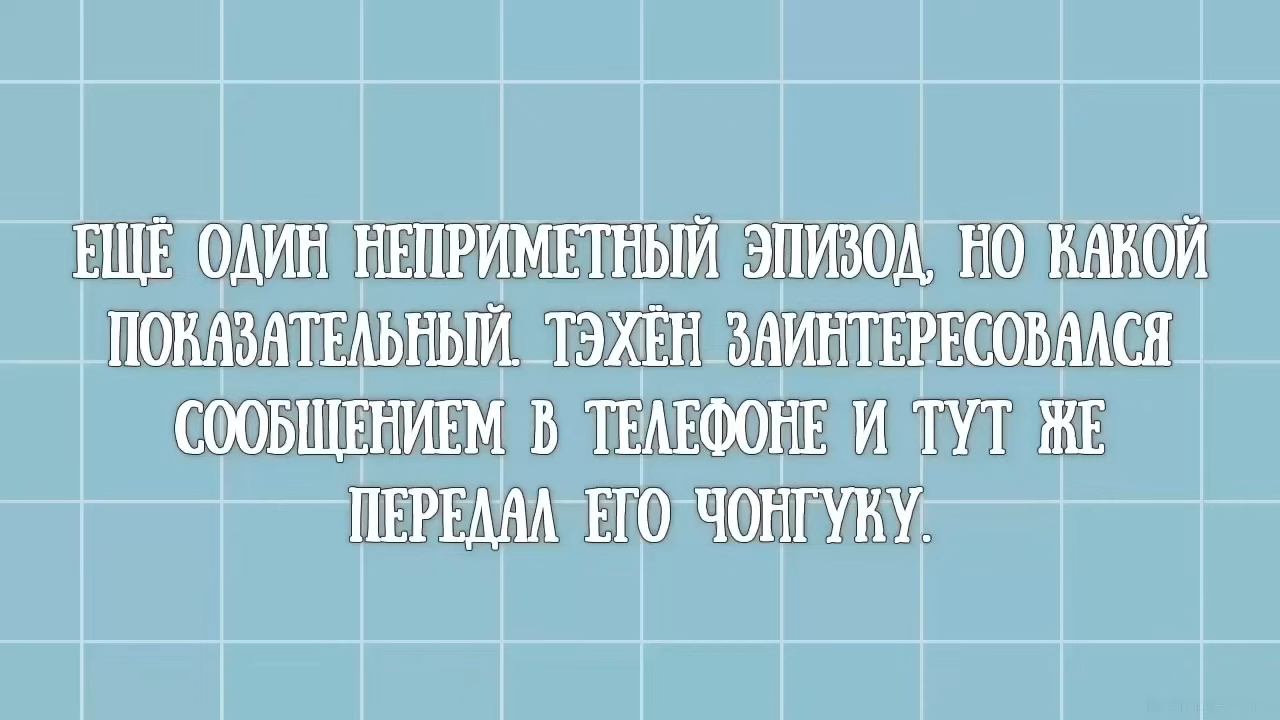 ЕЩЁ ОДИН НЕПРИМЕТНЫЙ ЭПИЗОД, НО КАКОЙ
ПОКАЗАТЕЛЬНЫЙ. ТЭХЁН ЗАИНТЕРЕСОВАЛСЯ
СООБЩЕНИЕМ В ТЕЛЕФОНЕ И ТУТ ЖЕ
ПЕРЕДАЛ ЕГО ЧОНГУКУ.